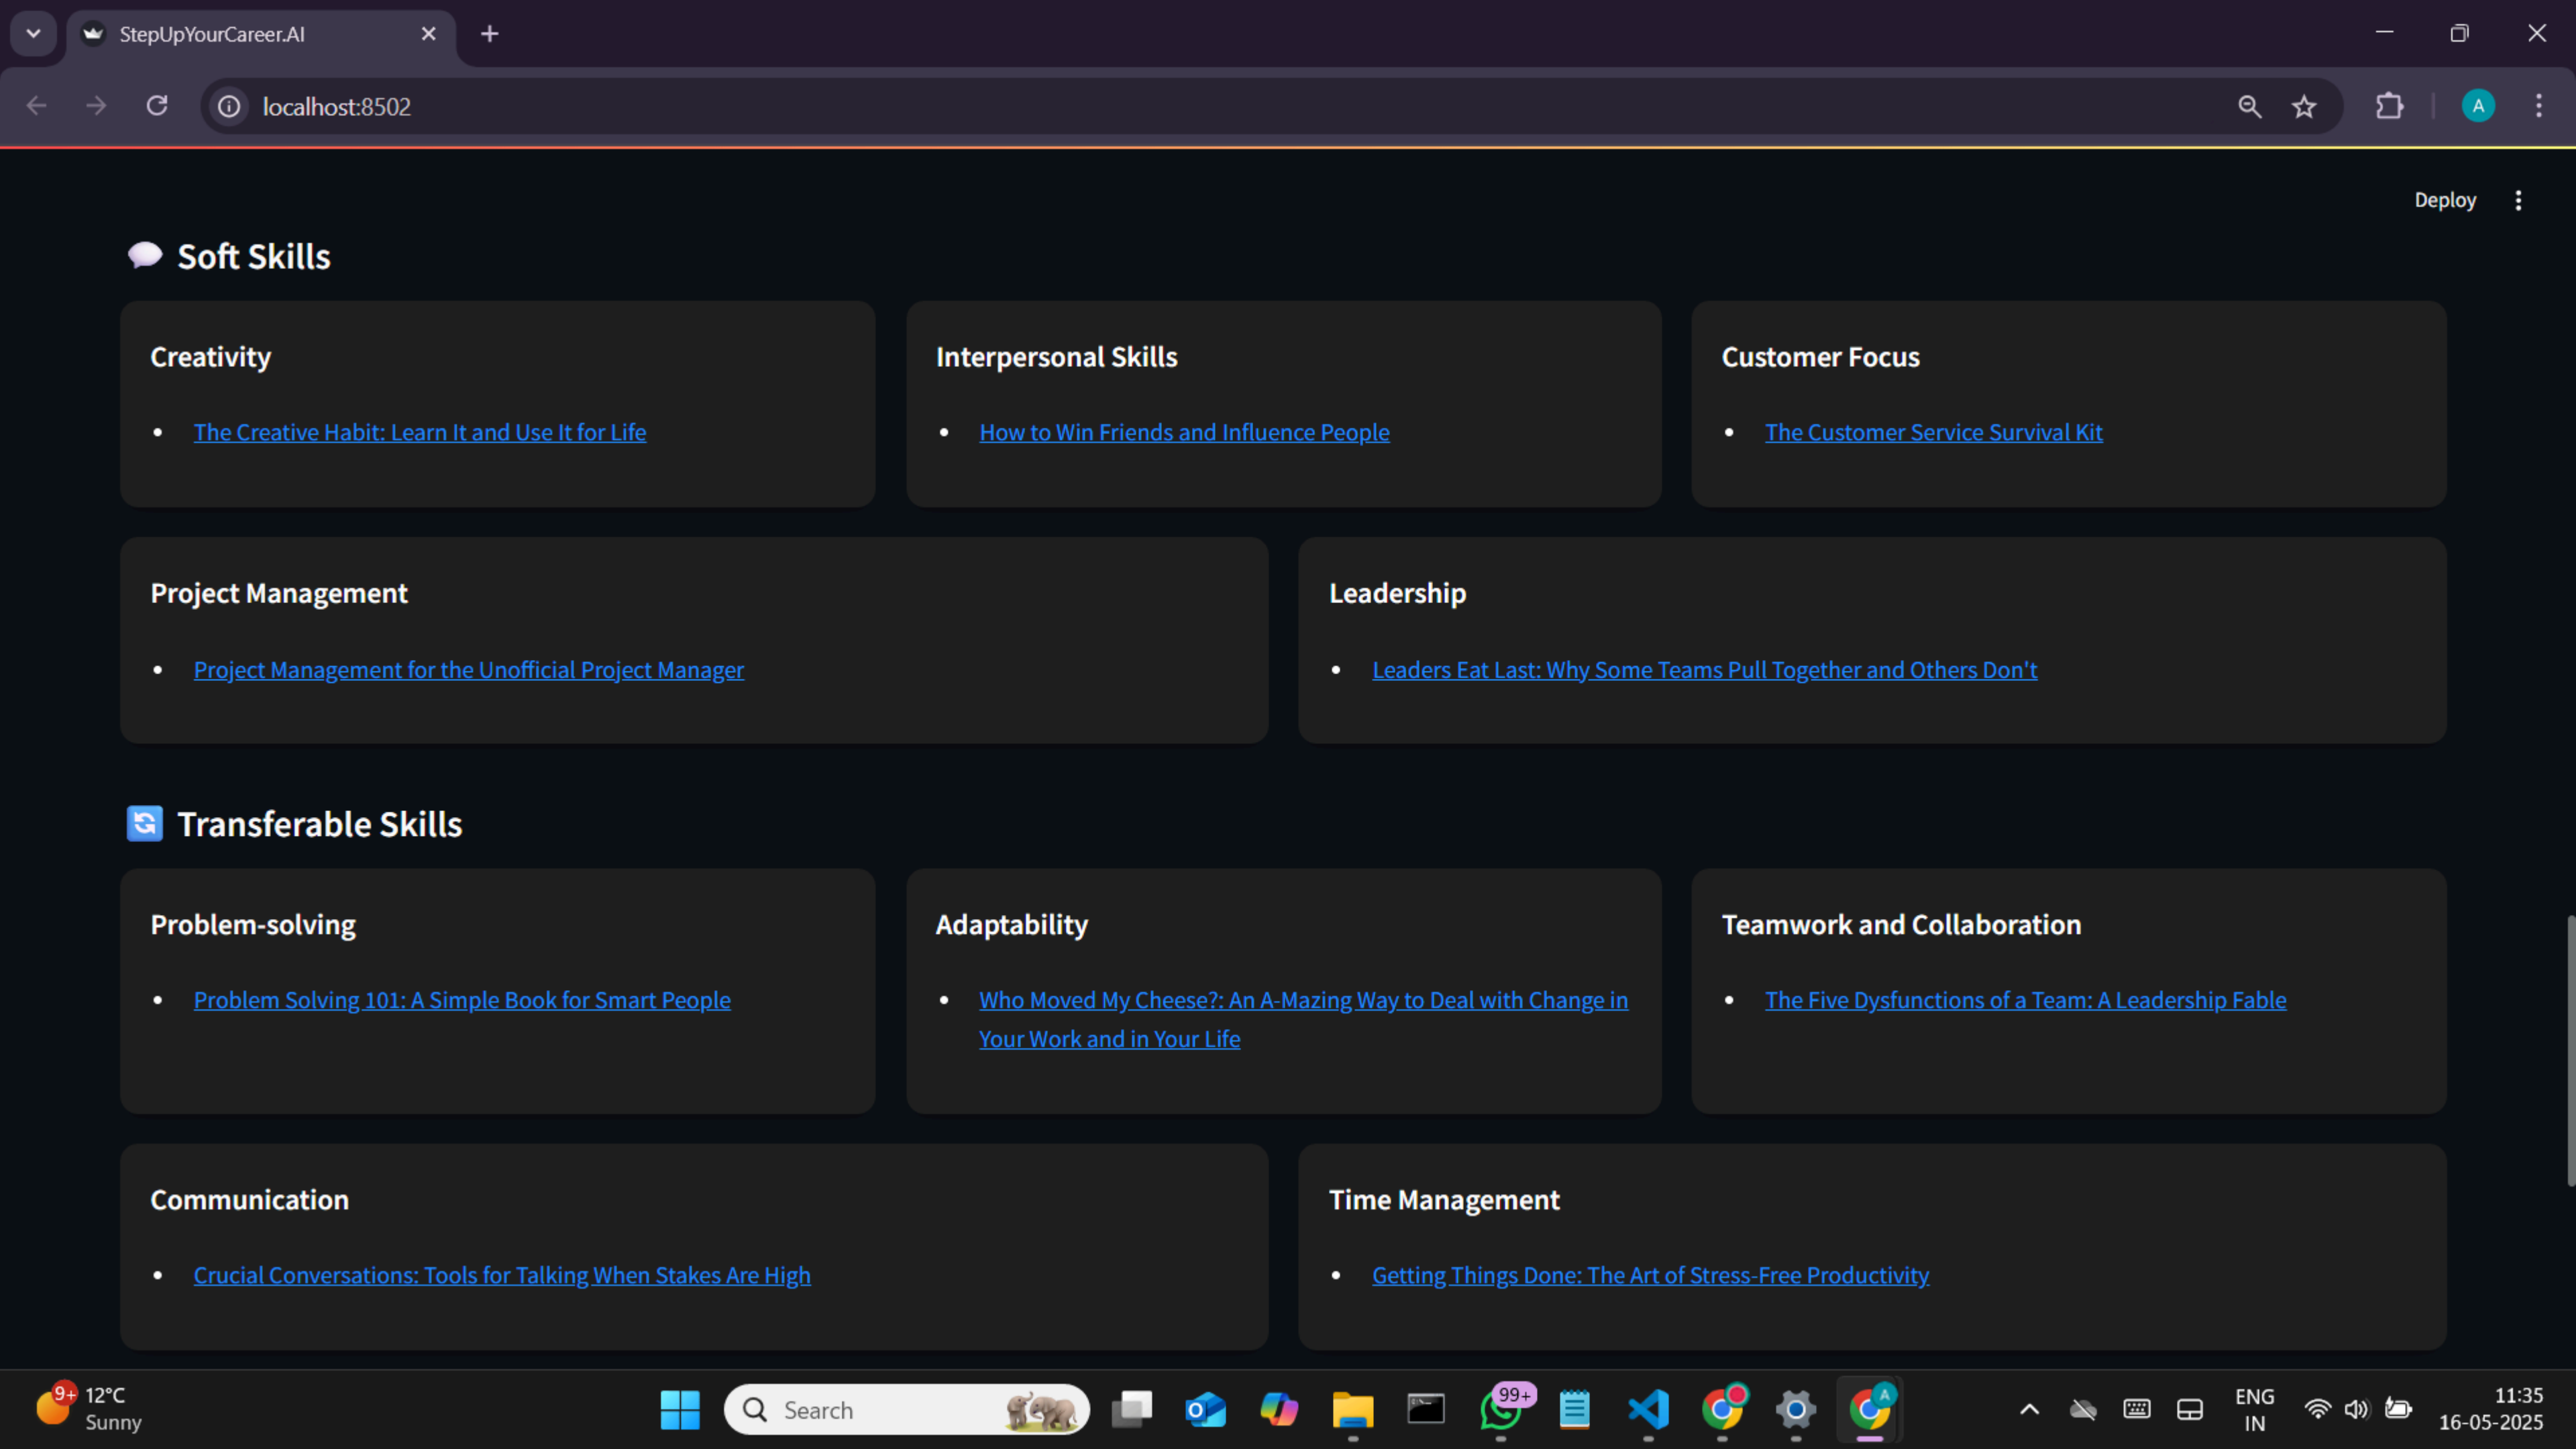 StepUpYourCareer.AI
localhost:8502
A
Deploy
Soft Skills
Creativity
The Creative Habit: Learn It and Use It for Life
Interpersonal Skills
How to Win Friends and Influence People
Customer Focus
The Customer Service Survival Kit
Project Management
Project Management for the Unofficial Project Manager
Leadership
Leaders Eat Last: Why Some Teams Pull Together and Others Don't
Transferable Skills
Problem-solving
Problem Solving 101: A Simple Book for Smart People
Adaptability
Who Moved My Cheese?: An A-Mazing Way to Deal with Change in
Your Work and in Your Life
Teamwork and Collaboration
The Five Dysfunctions of a Team: A Leadership Fable
Communication
Crucial Conversations: Tools for Talking When Stakes Are High
Time Management
Getting Things Done: The Art of Stress-Free Productivity
9+
12°C
Sunny
Search
99+
A
ENG
IN
11:35
16-05-2025